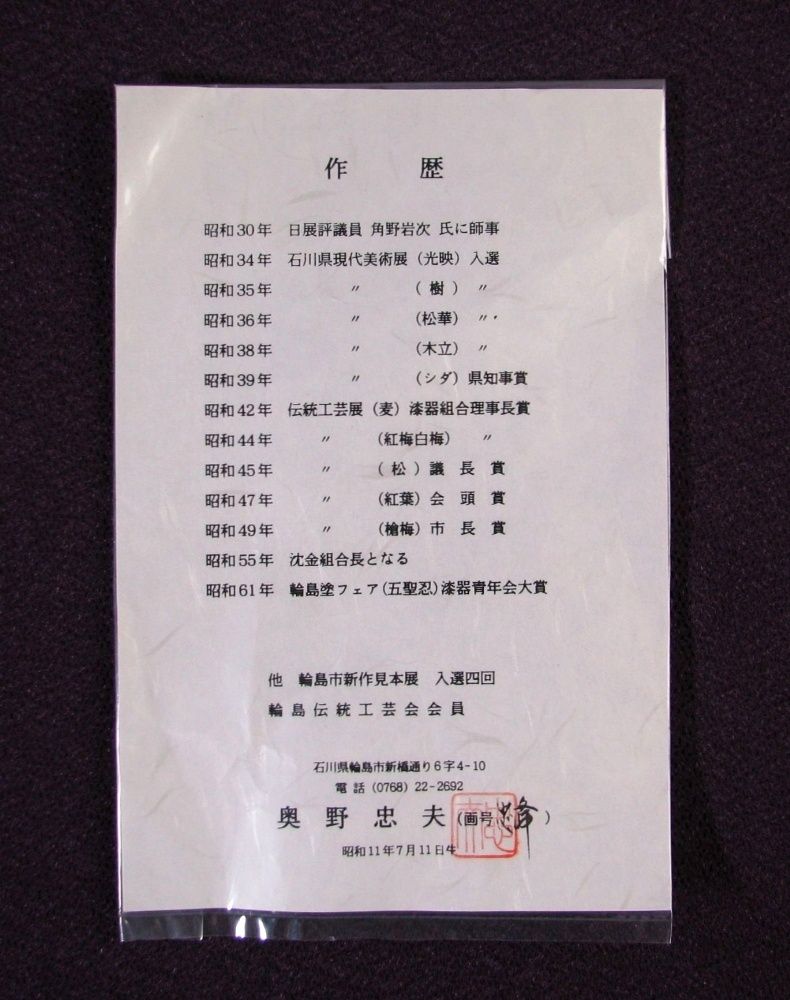 作 歴
昭和30年 日展評議員 角野岩次 氏に師事
昭和34年 石川県現代美術展（光映）入選
昭和35年 〃 （樹） 〃
昭和36年 〃 （松華） 〃
昭和38年 〃 （木立） 〃
昭和39年 〃 （シダ）県知事賞
昭和42年 伝統工芸展（麦）漆器組合理事長賞
昭和44年 〃 （紅梅白梅） 〃
昭和45年 〃 （松）議 長 賞
昭和47年 〃 （紅葉）会 頭 賞
昭和49年 〃 （槍梅）市 長 賞
昭和55年 沈金組合長となる
昭和61年 輪島塗フェア(五聖忍)漆器青年会大賞
他 輪島市新作見本展 入選四回
輪島伝統工芸会会員
石川県輪島市新橋通り6字4-10
電話 (0768) 22-2692
奥野忠夫（画号 忠峰）
昭和11年7月11日生